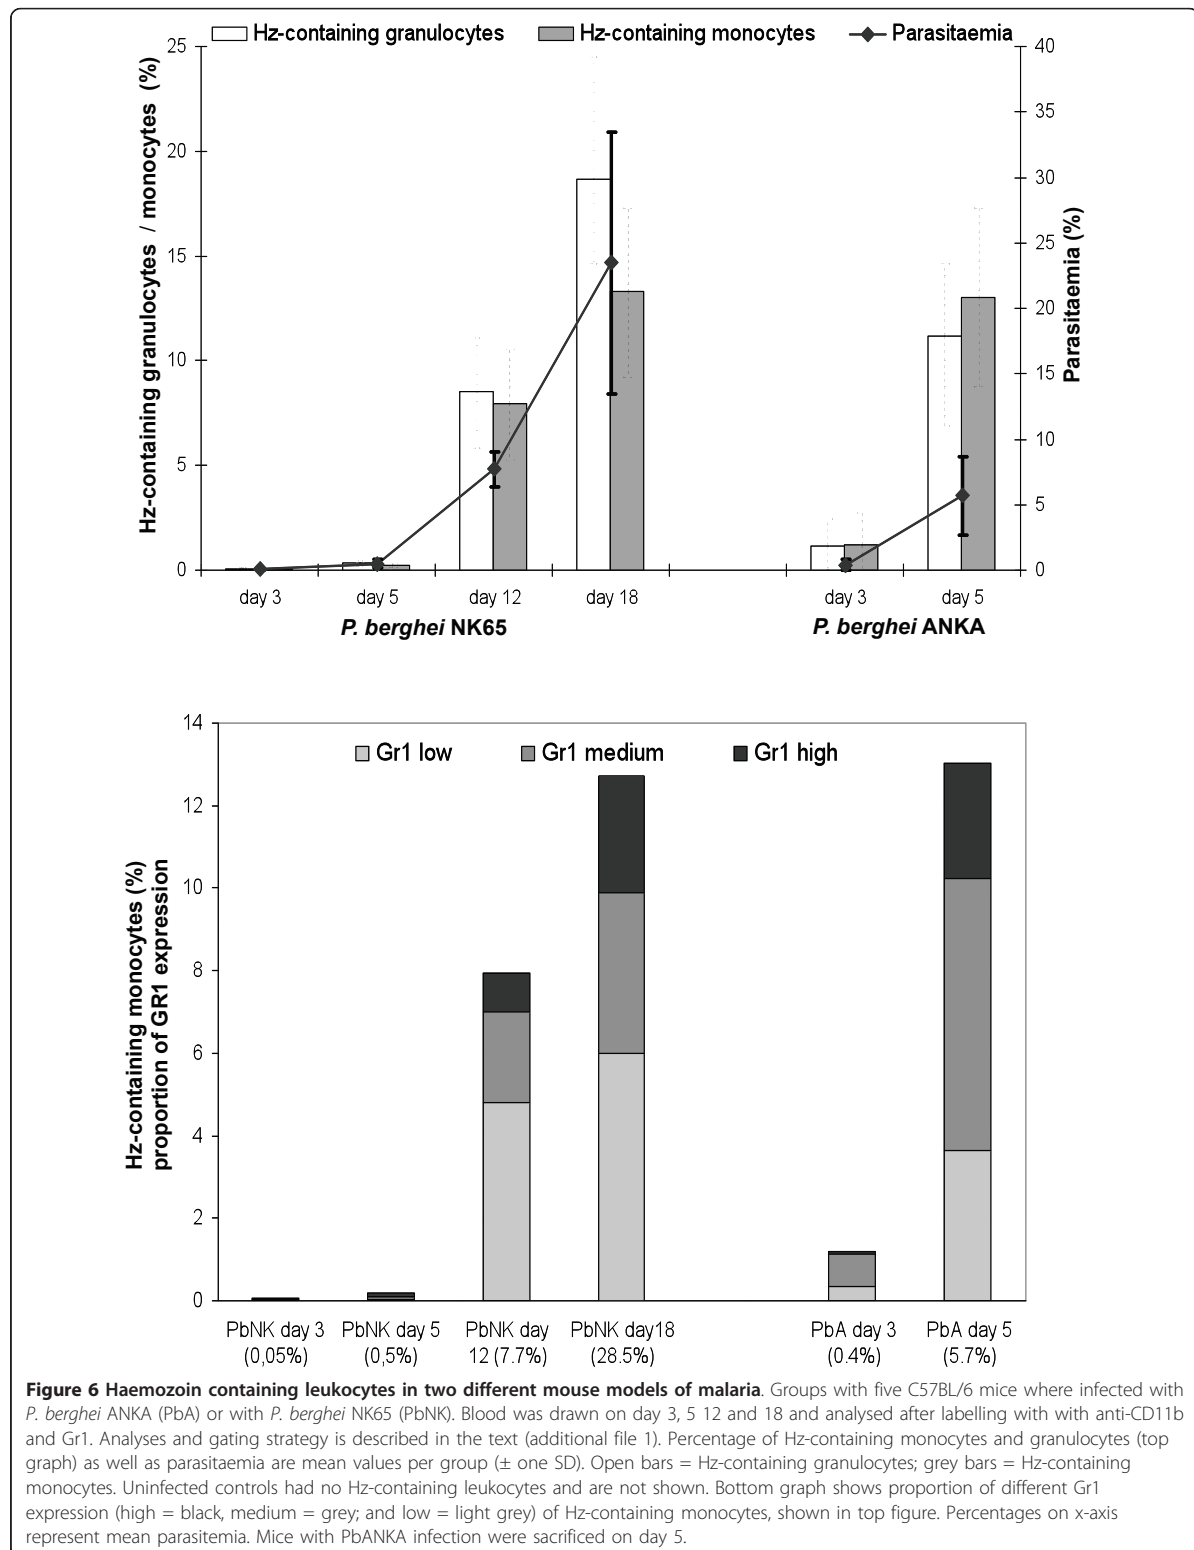 Hz-containing granulocytes Hz-containing monocytes Parasitaemia
25
20
15
10
5
0
Hz-containing granulocytes / monocytes (%)
40
35
30
25
20
15
10
5
0
Parasitaemia (%)
day 3 day 5 day 12 day 18 day 3 day 5
P. berghei NK65 P. berghei ANKA
14
12
10
8
6
4
2
0
Hz-containing monocytes (%)
proportion of GR1 expression
Gr1 low Gr1 medium Gr1 high
PbNK day 3 PbNK day 5 PbNK day PbNK day18 PbA day 3 PbA day 5
(0,05%) (0,5%) 12 (7.7%) (28.5%) (0.4%) (5.7%)
Figure 6 Haemozoin containing leukocytes in two different mouse models of malaria. Groups with five C57BL/6 mice where infected with
P. berghei ANKA (PbA) or with P. berghei NK65 (PbNK). Blood was drawn on day 3, 5 12 and 18 and analysed after labelling with with anti-CD11b
and Gr1. Analyses and gating strategy is described in the text (additional file 1). Percentage of Hz-containing monocytes and granulocytes (top
graph) as well as parasitaemia are mean values per group (± one SD). Open bars = Hz-containing granulocytes; grey bars = Hz-containing
monocytes. Uninfected controls had no Hz-containing leukocytes and are not shown. Bottom graph shows proportion of different Gr1
expression (high = black, medium = grey; and low = light grey) of Hz-containing monocytes, shown in top figure. Percentages on x-axis
represent mean parasitemia. Mice with PbANKA infection were sacrificed on day 5.